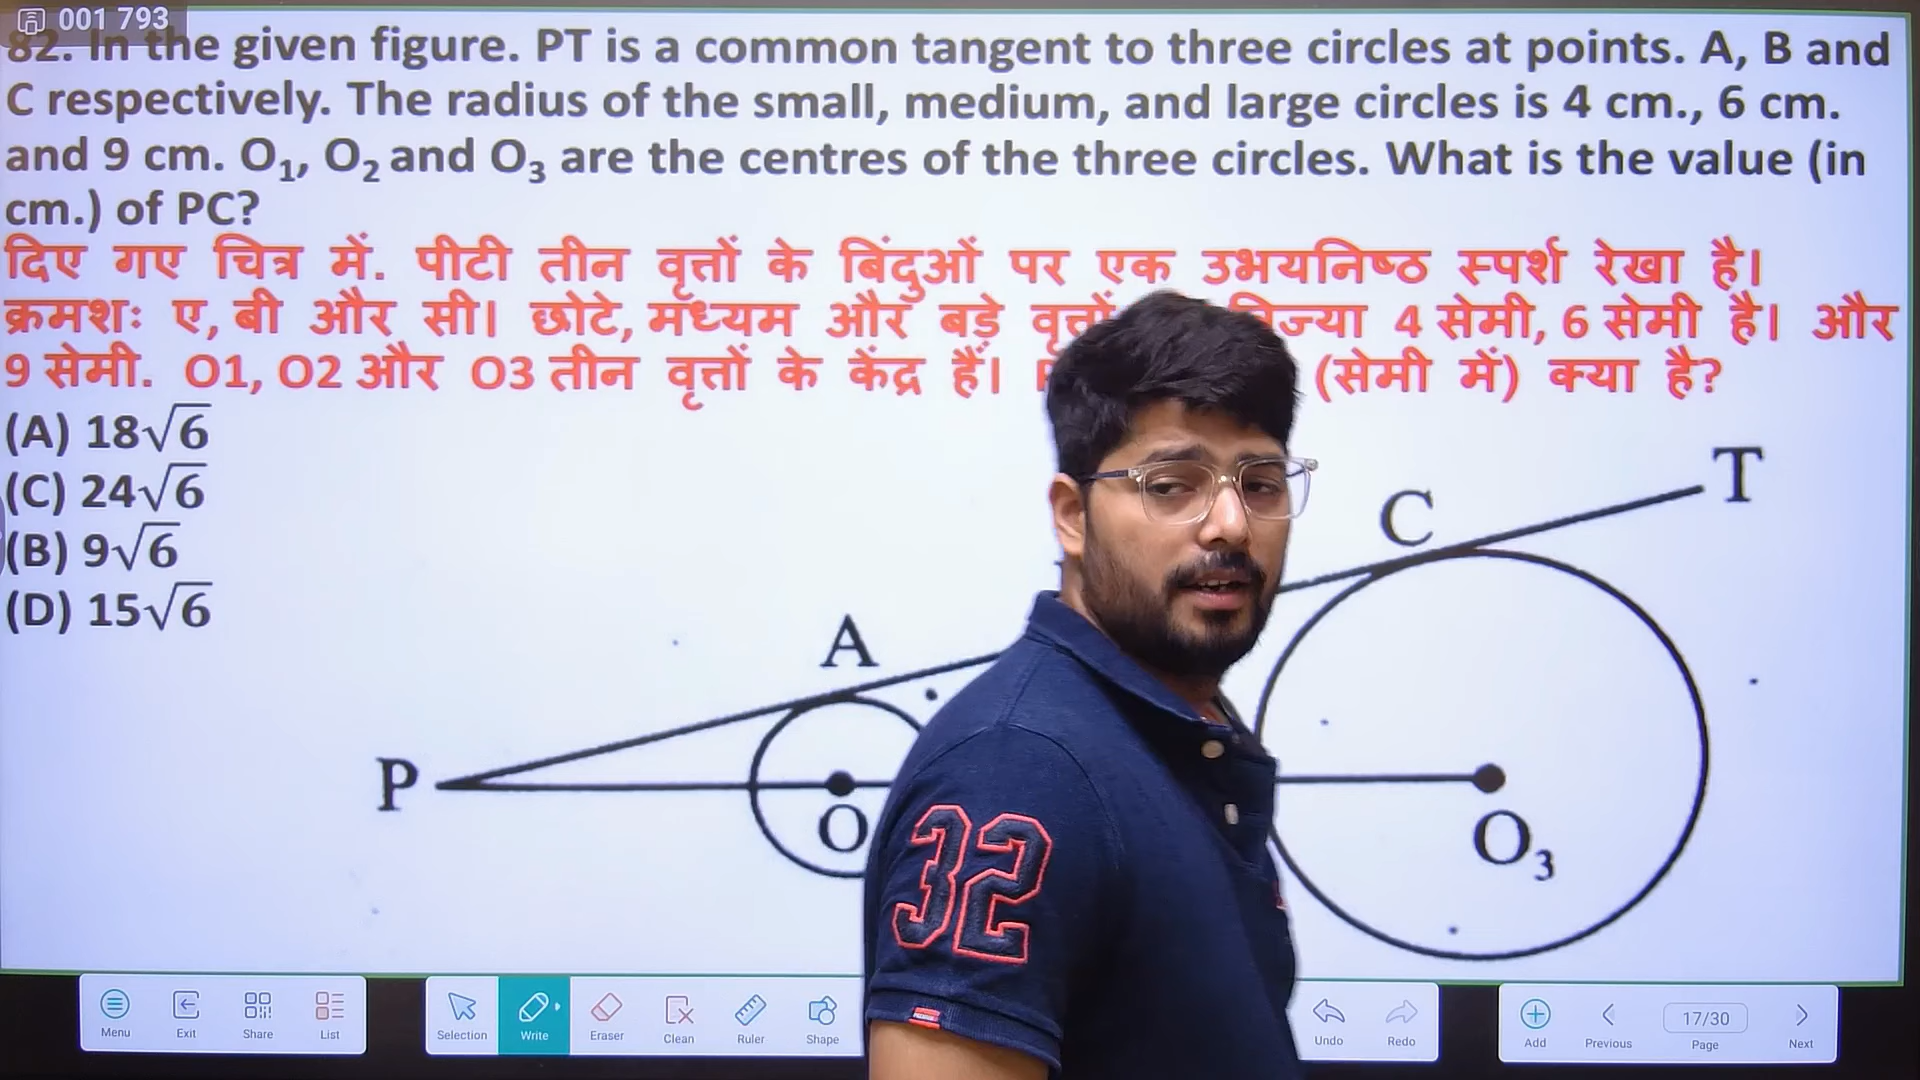 001 793
82. In the given figure. PT is a common tangent to three circles at points. A, B and
C respectively. The radius of the small, medium, and large circles is 4 cm., 6 cm.
and 9 cm. O₁, O₂ and O₃ are the centres of the three circles. What is the value (in
cm.) of PC?
दिए गए चित्र में. पीटी तीन वृत्तों के बिंदुओं पर एक उभयनिष्ठ स्पर्श रेखा है।
क्रमशः ए, बी और सी। छोटे, मध्यम और बड़े वृत्तों 4 सेमी, 6 सेमी है। और
9 सेमी. O1, O2 और O3 तीन वृत्तों के केंद्र हैं। (सेमी में) क्या है?
(A) 18√6
(C) 24√6
(B) 9√6
(D) 15√6
T
C
A
P
O
O₃
32
Menu Exit Share List Selection Write Eraser Clean Ruler Shape Undo Redo Add Previous 17/30 Page Next